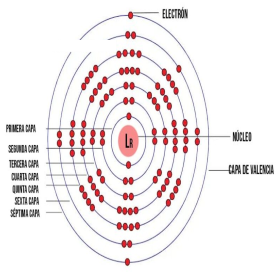 ELECTRÓN
PRIMERA CAPA
SEGUNDA CAPA
TERCERA CAPA
CUARTA CAPA
QUINTA CAPA
SEXTA CAPA
SÉPTIMA CAPA
LR
NÚCLEO
CAPA DE VALENCIA